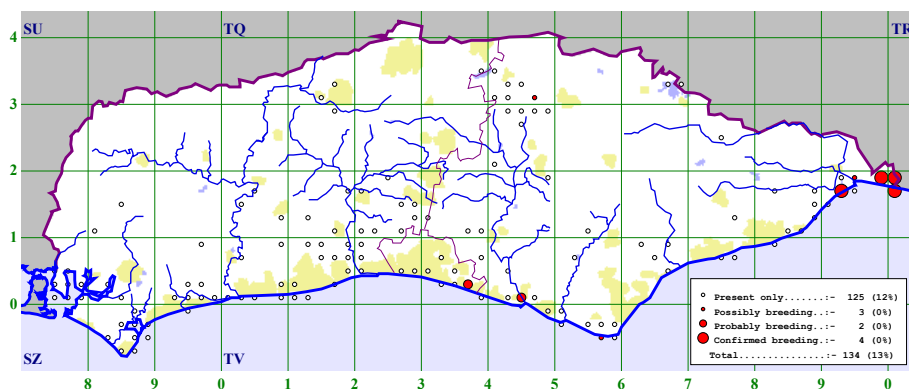 SU TQ TR
4
3
2
1
0
SZ TV
8 9 0 1 2 3 4 5 6 7 8 9 0
Present only......:- 125 (12%)
Possibly breeding..:- 3 (0%)
Probably breeding..:- 2 (0%)
Confirmed breeding.:- 4 (0%)
Total..............:- 134 (13%)